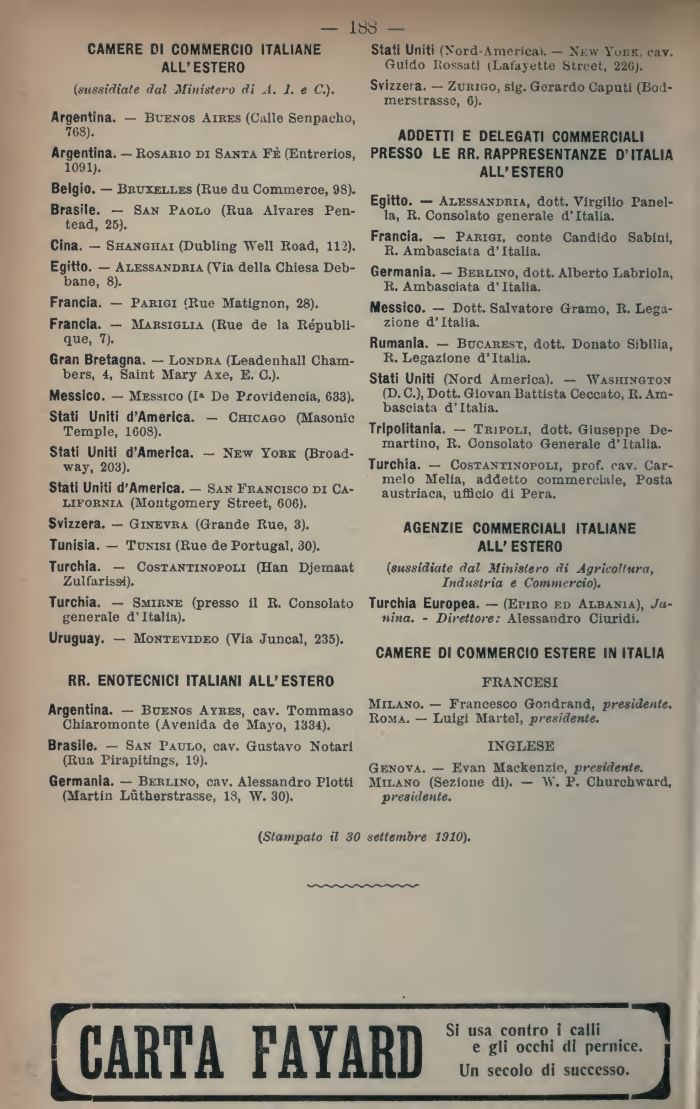 — 188 —
CAMERE DI COMMERCIO ITALIANE
ALL'ESTERO
(sussidiate dal Ministero di A. I. e C.).
Argentina. — BUENOS AIRES (Calle Senpacho,
768).
Argentina. — ROSARIO DI SANTA FÈ (Entrerios,
1091).
Belgio. — BRUXELLES (Rue du Commerce, 98).
Brasile. — SAN PAOLO (Rua Alvares Pen-
tead, 25).
Cina. — SHANGHAI (Dubling Well Road, 112).
Egitto. — ALESSANDRIA (Via della Chiesa Deb-
bane, 8).
Francia. — PARIGI (Rue Matignon, 28).
Francia. — MARSIGLIA (Rue de la Républi-
que, 7).
Gran Bretagna. — LONDRA (Leadenhall Cham-
bers, 4, Saint Mary Axe, E. C.).
Messico. — MESSICO (Iª De Providencia, 633).
Stati Uniti d'America. — CHICAGO (Masonic
Temple, 1608).
Stati Uniti d'America. — NEW YORK (Broad-
way, 203).
Stati Uniti d'America. — SAN FRANCISCO DI CA-
LIFORNIA (Montgomery Street, 606).
Svizzera. — GINEVRA (Grande Rue, 3).
Tunisia. — TUNISI (Rue de Portugal, 30).
Turchia. — COSTANTINOPOLI (Han Djemaat
Zulfarissi).
Turchia. — SMIRNE (presso il R. Consolato
generale d'Italia).
Uruguay. — MONTEVIDEO (Via Juncal, 235).
RR. ENOTECNICI ITALIANI ALL'ESTERO
Argentina. — BUENOS AYRES, cav. Tommaso
Chiaromonte (Avenida de Mayo, 1334).
Brasile. — SAN PAULO, cav. Gustavo Notari
(Rua Pirapitings, 19).
Germania. — BERLINO, cav. Alessandro Plotti
(Martin Lütherstrasse, 18, W. 30).
Stati Uniti (Nord-America). — NEW YORK, cav.
Guido Rossati (Lafayette Street, 226).
Svizzera. — ZURIGO, sig. Gerardo Caputi (Bod-
merstrasse, 6).
ADDETTI E DELEGATI COMMERCIALI
PRESSO LE RR. RAPPRESENTANZE D'ITALIA
ALL'ESTERO
Egitto. — ALESSANDRIA, dott. Virgilio Panel-
la, R. Consolato generale d'Italia.
Francia. — PARIGI, conte Candido Sabini,
R. Ambasciata d'Italia.
Germania. — BERLINO, dott. Alberto Labriola,
R. Ambasciata d'Italia.
Messico. — Dott. Salvatore Gramo, R. Lega-
zione d'Italia.
Rumania. — BUCAREST, dott. Donato Sibilia,
R. Legazione d'Italia.
Stati Uniti (Nord America). — WASHINGTON
(D. C.), Dott. Giovan Battista Ceccato, R. Am-
basciata d'Italia.
Tripolitania. — TRIPOLI, dott. Giuseppe De-
martino, R. Consolato Generale d'Italia.
Turchia. — COSTANTINOPOLI, prof. cav. Car-
melo Melia, addetto commerciale, Posta
austriaca, ufficio di Pera.
AGENZIE COMMERCIALI ITALIANE
ALL'ESTERO
(sussidiate dal Ministero di Agricoltura,
Industria e Commercio).
Turchia Europea. — (EPIRO ED ALBANIA), Ja-
nina. - Direttore: Alessandro Ciuridi.
CAMERE DI COMMERCIO ESTERE IN ITALIA
FRANCESI
MILANO. — Francesco Gondrand, presidente.
ROMA. — Luigi Martel, presidente.
INGLESE
GENOVA. — Evan Mackenzie, presidente.
MILANO (Sezione di). — W. P. Churchward,
presidente.
(Stampato il 30 settembre 1910).
CARTA FAYARD
Si usa contro i calli
e gli occhi di pernice.
Un secolo di successo.